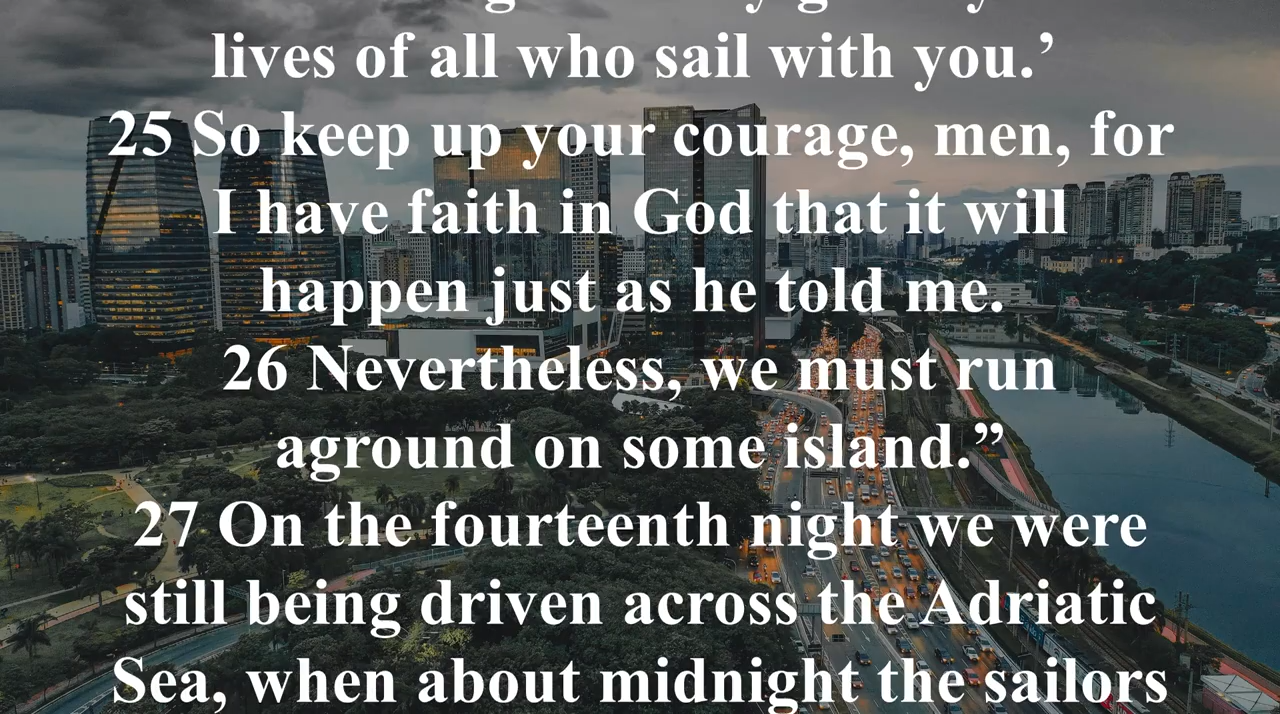 lives of all who sail with you.’
25 So keep up your courage, men, for
I have faith in God that it will
happen just as he told me.
26 Nevertheless, we must run
aground on some island.”
27 On the fourteenth night we were
still being driven across the Adriatic
Sea, when about midnight the sailors